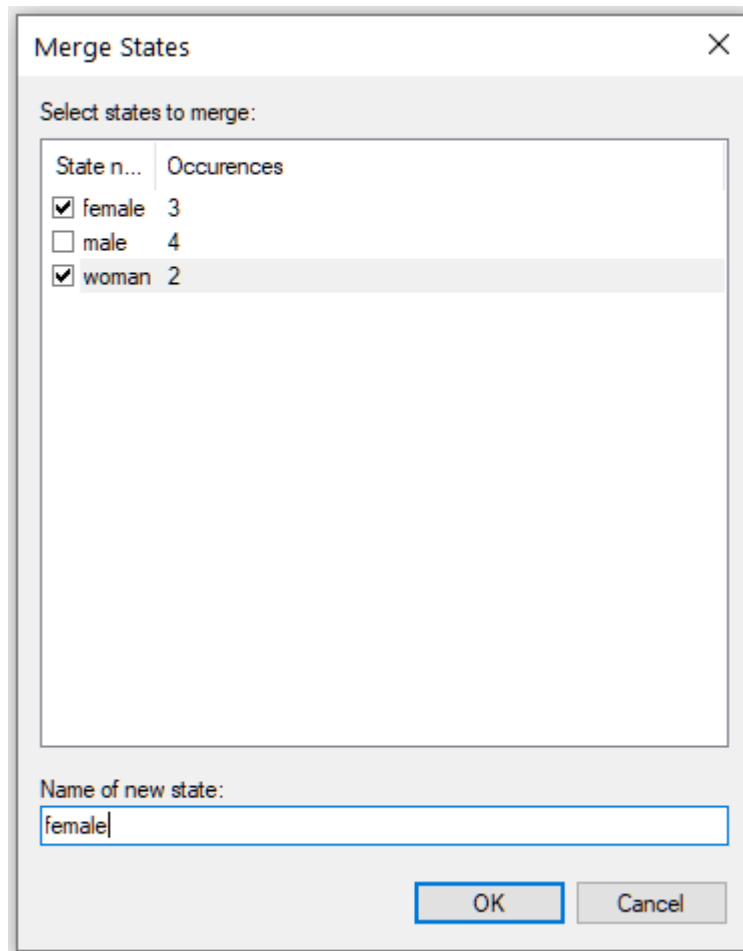 Merge States
Select states to merge:
State n... Occurences
female 3
male 4
woman 2
Name of new state:
female
OK Cancel